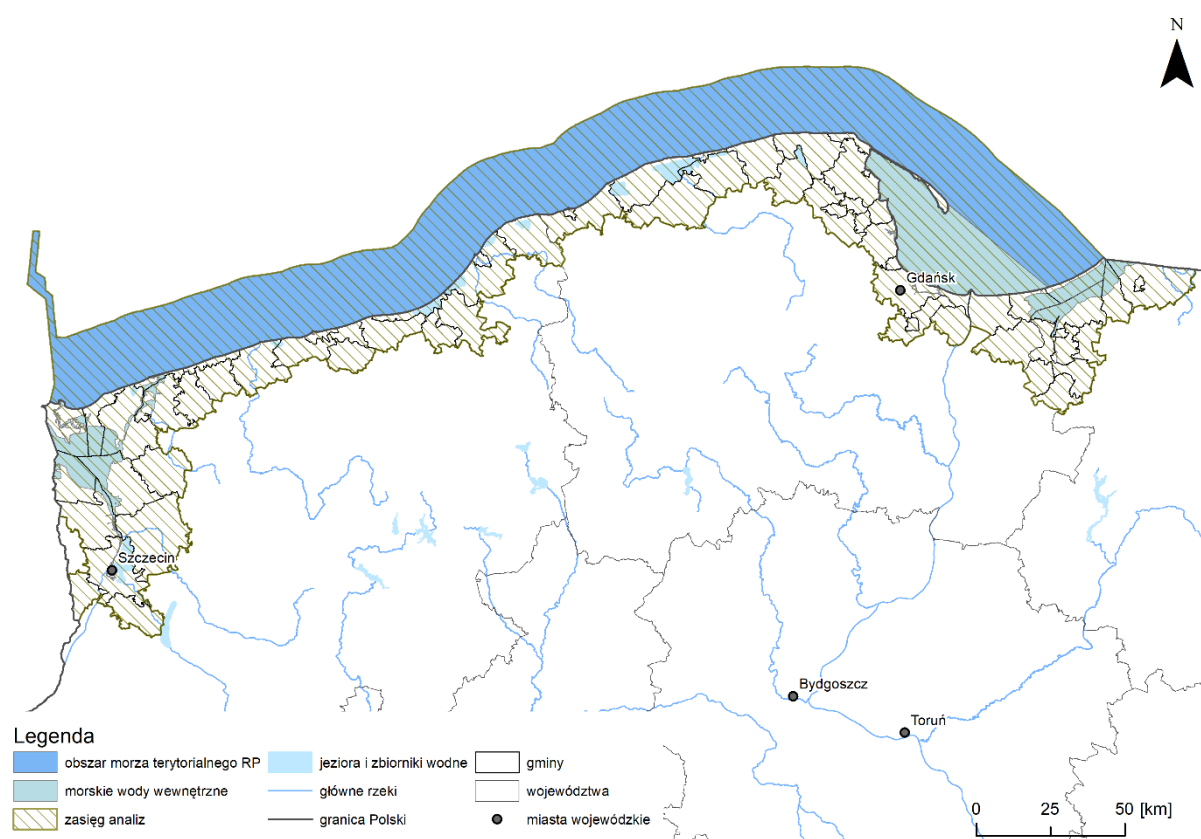 N
Gdańsk
Szczecin
Bydgoszcz
Toruń
Legenda
obszar morza terytorialnego RP
jeziora i zbiorniki wodne
gminy
morskie wody wewnętrzne
główne rzeki
województwa
zasięg analiz
granica Polski
miasta wojewódzkie
0 25 50 [km]